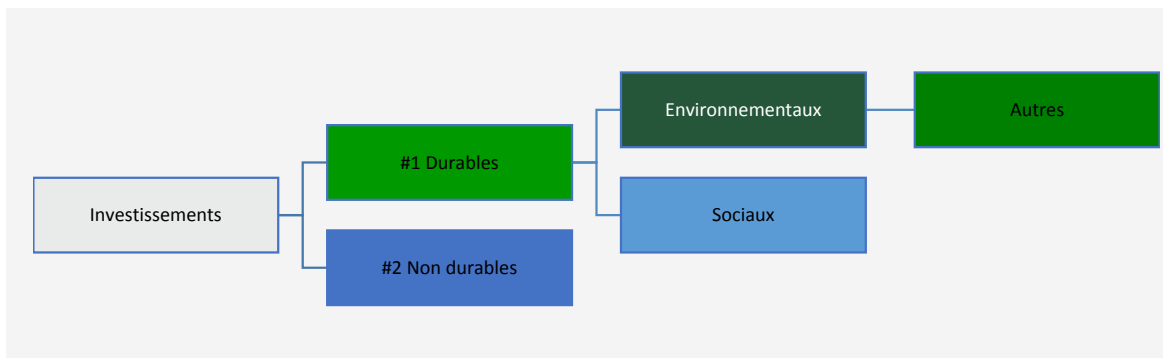 Investissements
#1 Durables
#2 Non durables
Environnementaux
Sociaux
Autres